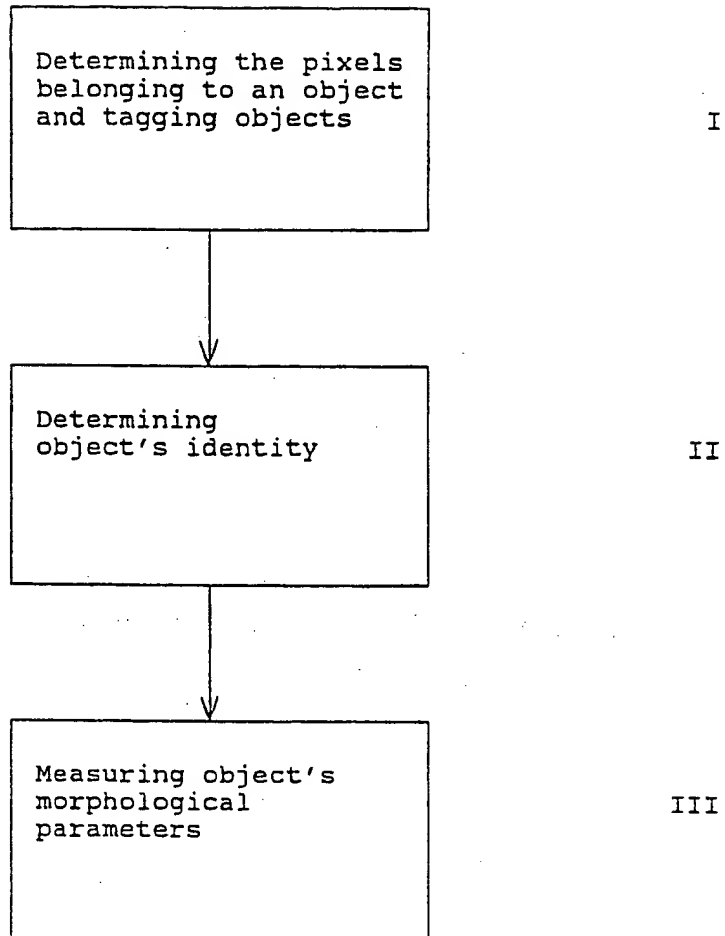 Determining the pixels
belonging to an object
and tagging objects
I
Determining
object's identity
II
Measuring object's
morphological
parameters
III